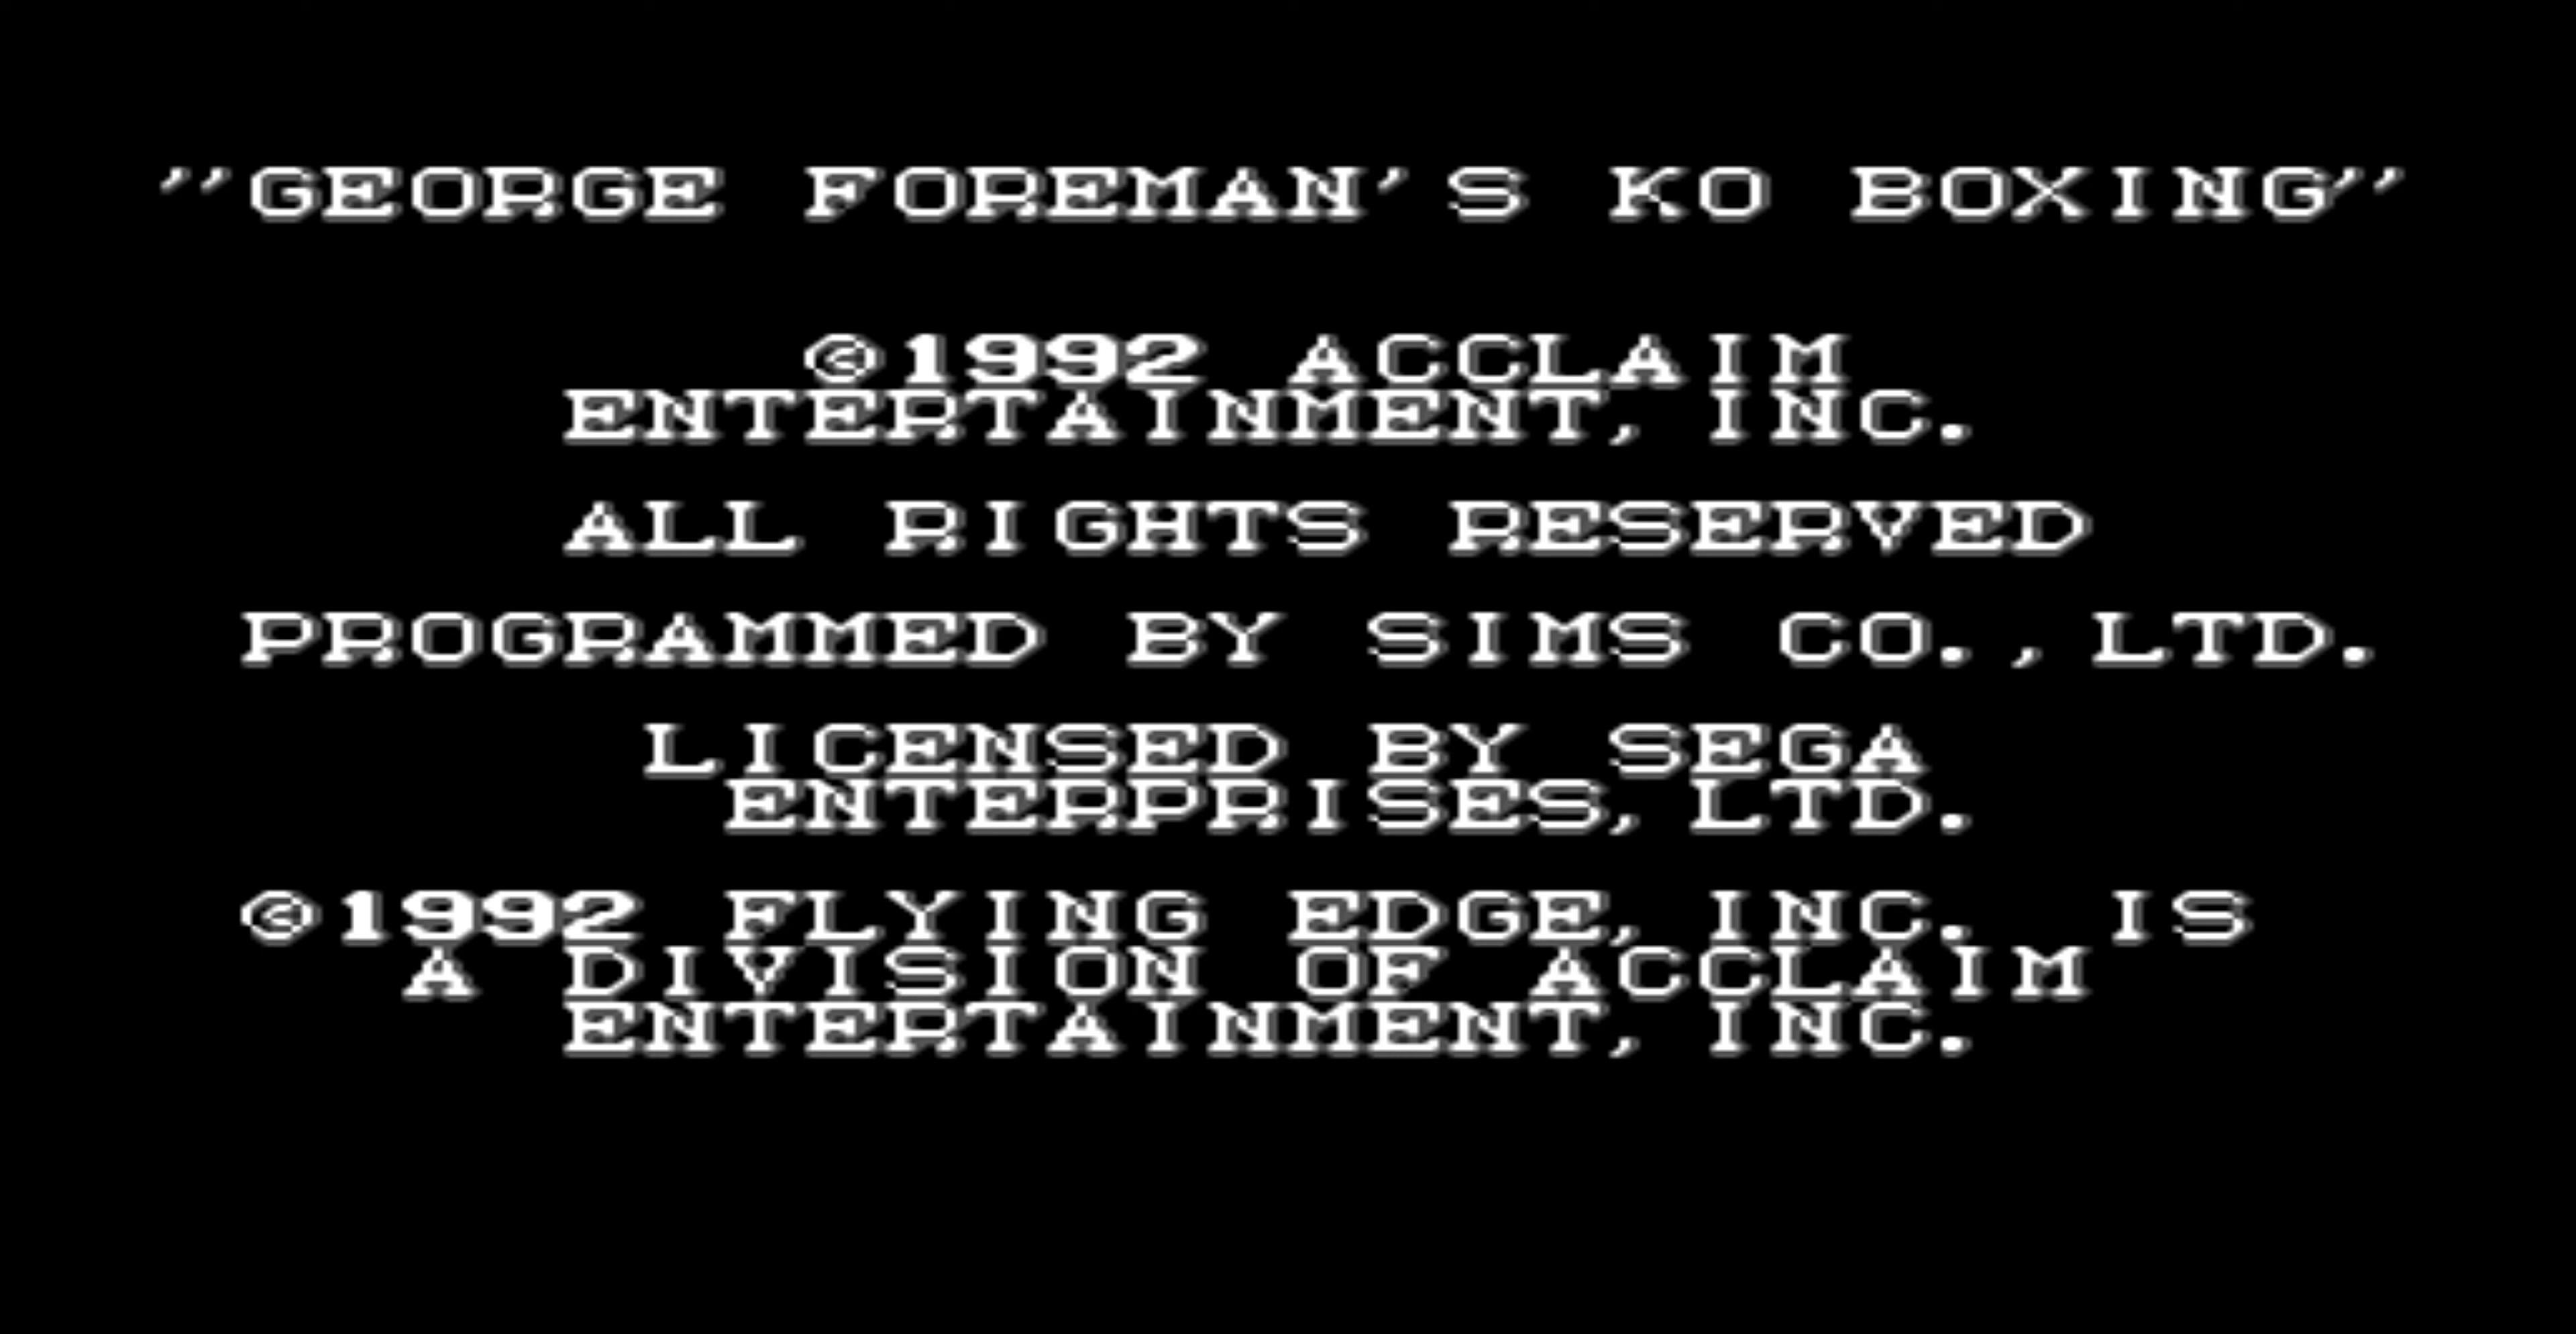 "GEORGE FOREMAN'S KO BOXING"
©1992 ACCLAIM
ENTERTAINMENT, INC.
ALL RIGHTS RESERVED
PROGRAMMED BY SIMS CO.,LTD.
LICENSED BY SEGA
ENTERPRISES,LTD.
©1992 FLYING EDGE, INC. IS
A DIVISION OF ACCLAIM
ENTERTAINMENT, INC.